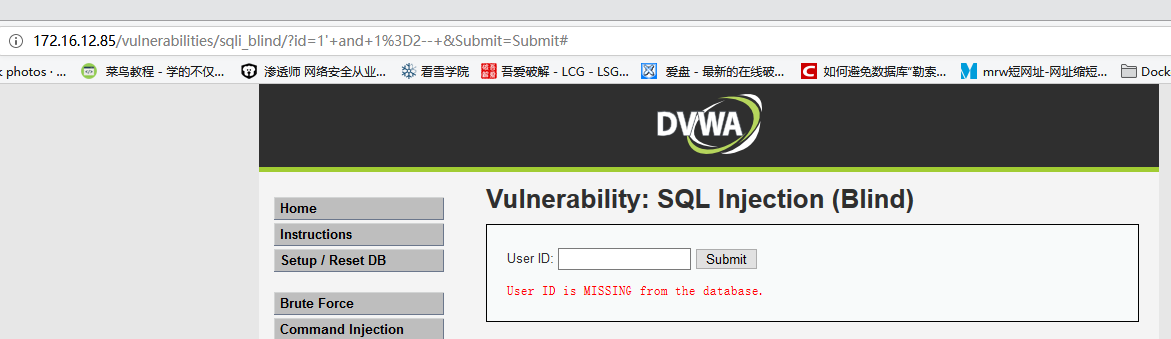 172.16.12.85/vulnerabilities/sqli_blind/?id=1'+and+1%3D2--+&Submit=Submit#
photos · ... 菜鸟教程 - 学的不仅... 渗透师 网络安全从业... 看雪学院 吾爱破解 - LCG - LSG... 爱盘 - 最新的在线破... 如何避免数据库“勒索... mrw短网址-网址缩短... Dock
DVWA
Vulnerability: SQL Injection (Blind)
Home
Instructions
Setup / Reset DB
Brute Force
Command Injection
User ID: Submit
User ID is MISSING from the database.